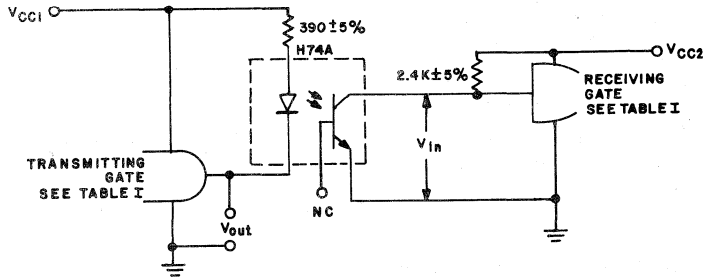 VCC1
390±5%
H74A
VCC2
2.4K±5%
RECEIVING
GATE
SEE TABLE I
Vin
TRANSMITTING
GATE
SEE TABLE I
NC
Vout